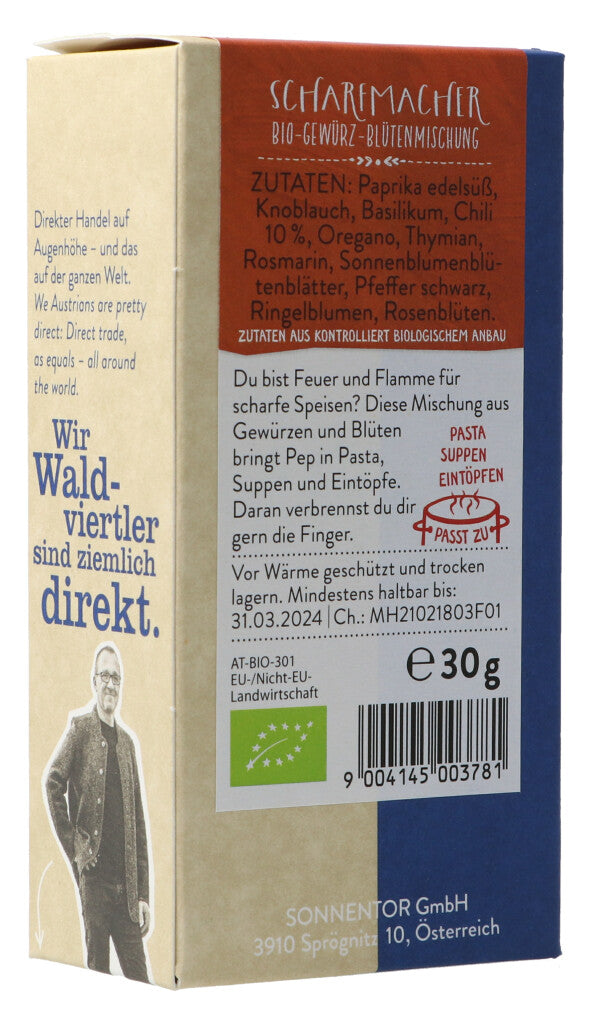 Direkter Handel auf
Augenhöhe – und das
auf der ganzen Welt.
We Austrians are pretty
direct: Direct trade,
as equals – all around
the world.
Wir
Wald-
viertler
sind ziemlich
direkt.
SCHARFMACHER
BIO-GEWÜRZ-BLÜTENMISCHUNG
ZUTATEN: Paprika edelsüß,
Knoblauch, Basilikum, Chili
10 %, Oregano, Thymian,
Rosmarin, Sonnenblumenblü-
tenblätter, Pfeffer schwarz,
Ringelblumen, Rosenblüten.
ZUTATEN AUS KONTROLLIERT BIOLOGISCHEM ANBAU
Du bist Feuer und Flamme für
scharfe Speisen? Diese Mischung aus
Gewürzen und Blüten
bringt Pep in Pasta,
Suppen und Eintöpfe.
Daran verbrennst du dir
gern die Finger.
PASTA
SUPPEN
EINTÖPFEN
PASST ZU
Vor Wärme geschützt und trocken
lagern. Mindestens haltbar bis:
31.03.2024 | Ch.: MH21021803F01
AT-BIO-301
EU-/Nicht-EU-
Landwirtschaft
℮ 30 g
9 004145 003781
SONNENTOR GmbH
3910 Sprögnitz 10, Österreich